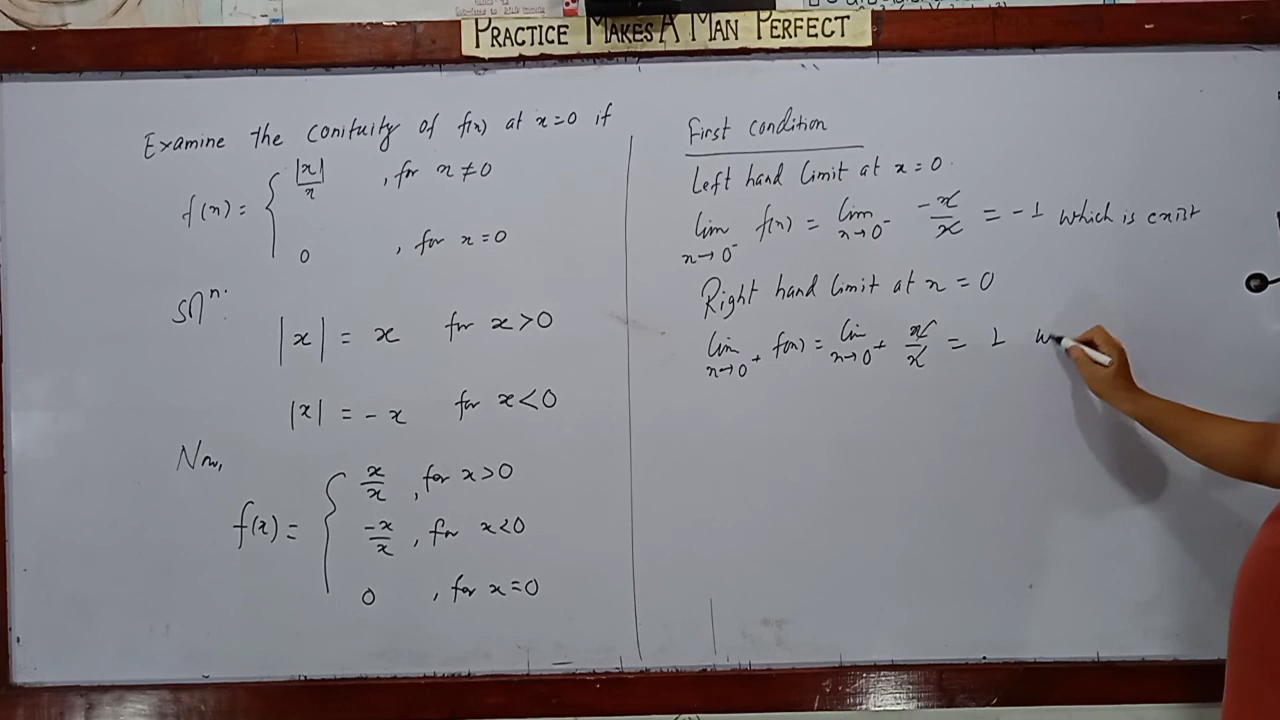 PRACTICE MAKES A MAN PERFECT
Examine the conituity of f(x) at x=0 if
f(x) = { |x|/x , for x ≠ 0
0 , for x = 0
Solⁿ:
|x| = x for x > 0
|x| = - x for x < 0
Now,
f(x) = { x/x , for x > 0
-x/x , for x < 0
0 , for x = 0
First condition
Left hand limit at x = 0.
lim x→0⁻ f(x) = lim x→0⁻ -x/x = -1 which is exist
Right hand limit at x = 0
lim x→0⁺ f(x) = lim x→0⁺ x/x = 1 w